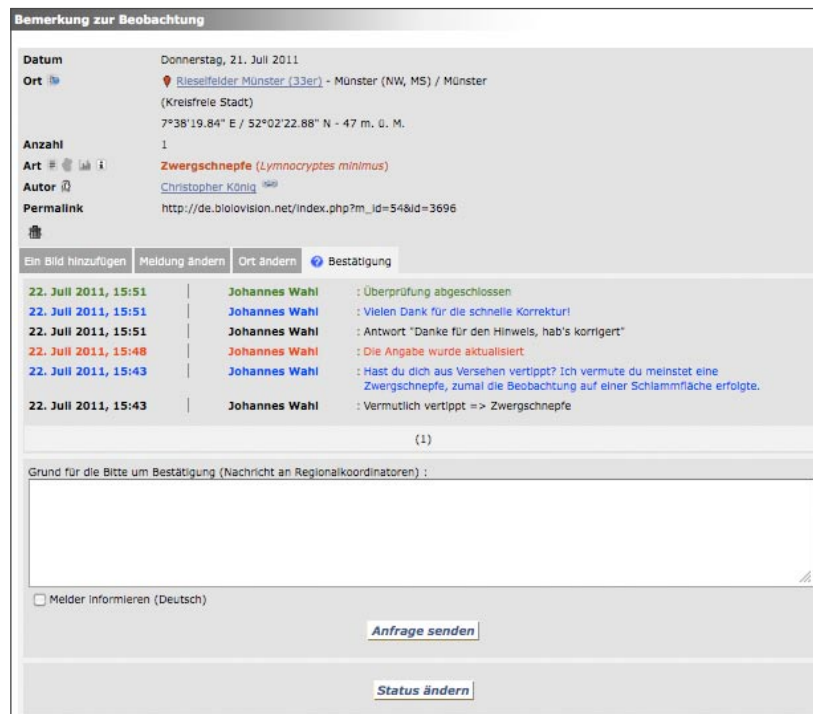 Bemerkung zur Beobachtung
Datum Donnerstag, 21. Juli 2011
Ort Rieselfelder Münster (33er) - Münster (NW, MS) / Münster
(Kreisfreie Stadt)
7°38'19.84" E / 52°02'22.88" N - 47 m. ü. M.
Anzahl 1
Art Zwergschnepfe (Lymnocryptes minimus)
Autor Christopher König
Permalink http://de.biolovision.net/index.php?m_id=54&id=3696
Ein Bild hinzufügen Meldung ändern Ort ändern Bestätigung
22. Juli 2011, 15:51 Johannes Wahl : Überprüfung abgeschlossen
22. Juli 2011, 15:51 Johannes Wahl : Vielen Dank für die schnelle Korrektur!
22. Juli 2011, 15:51 Johannes Wahl : Antwort "Danke für den Hinweis, hab's korrigert"
22. Juli 2011, 15:48 Johannes Wahl : Die Angabe wurde aktualisiert
22. Juli 2011, 15:43 Johannes Wahl : Hast du dich aus Versehen vertippt? Ich vermute du meinstet eine
Zwergschnepfe, zumal die Beobachtung auf einer Schlammfläche erfolgte.
22. Juli 2011, 15:43 Johannes Wahl : Vermutlich vertippt => Zwergschnepfe
(1)
Grund für die Bitte um Bestätigung (Nachricht an Regionalkoordinatoren) :
Melder informieren (Deutsch)
Anfrage senden
Status ändern